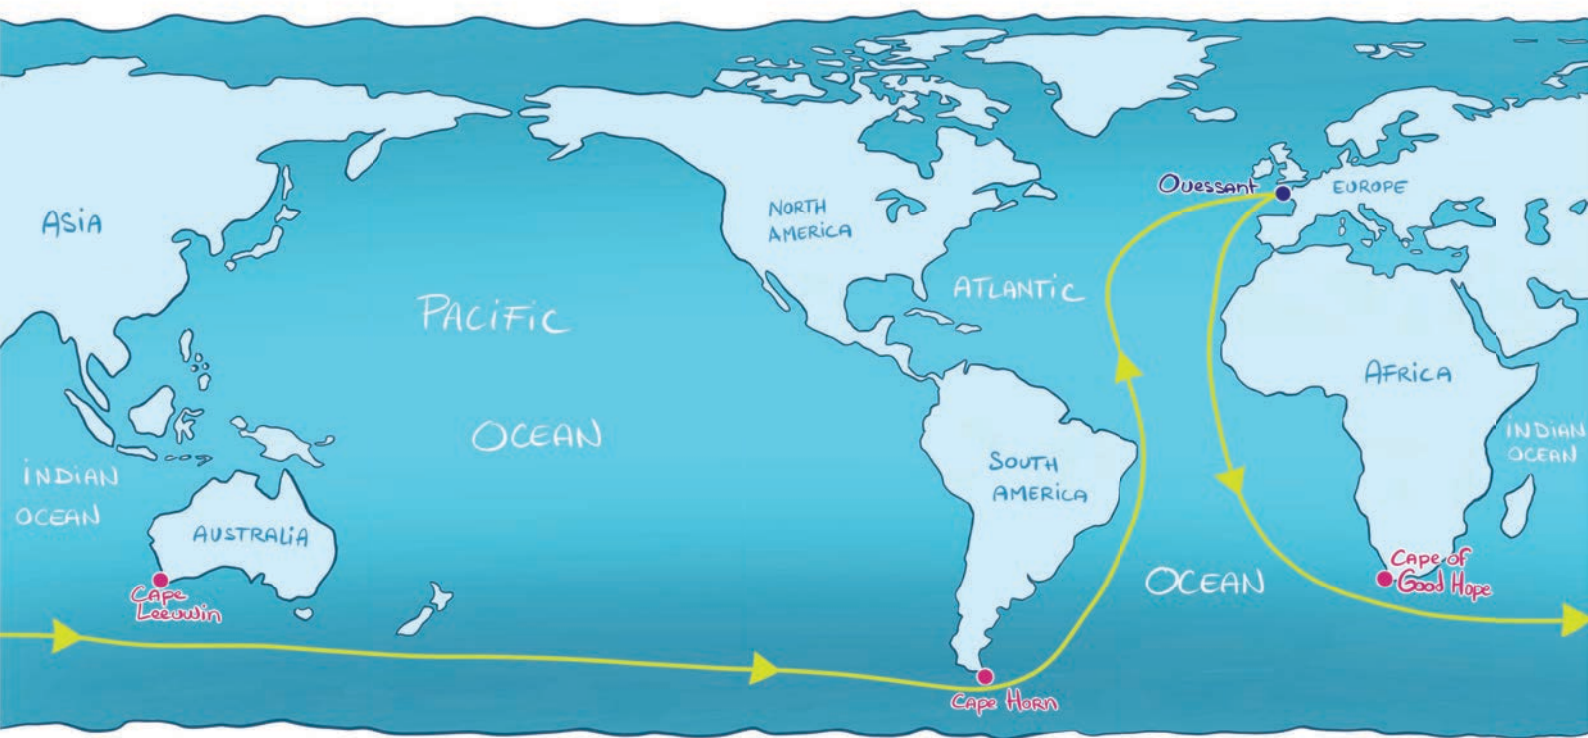 ASiA
NORTH
AMERICA
Ouessant
EUROPE
PACiFiC
OCEAN
ATLANTiC
OCEAN
AFRiCA
SOUTH
AMERiCA
iNDiAN
OCEAN
iNDiAN
OCEAN
AUSTRALiA
Cape
Leeuwin
Cape of
Good Hope
Cape Horn